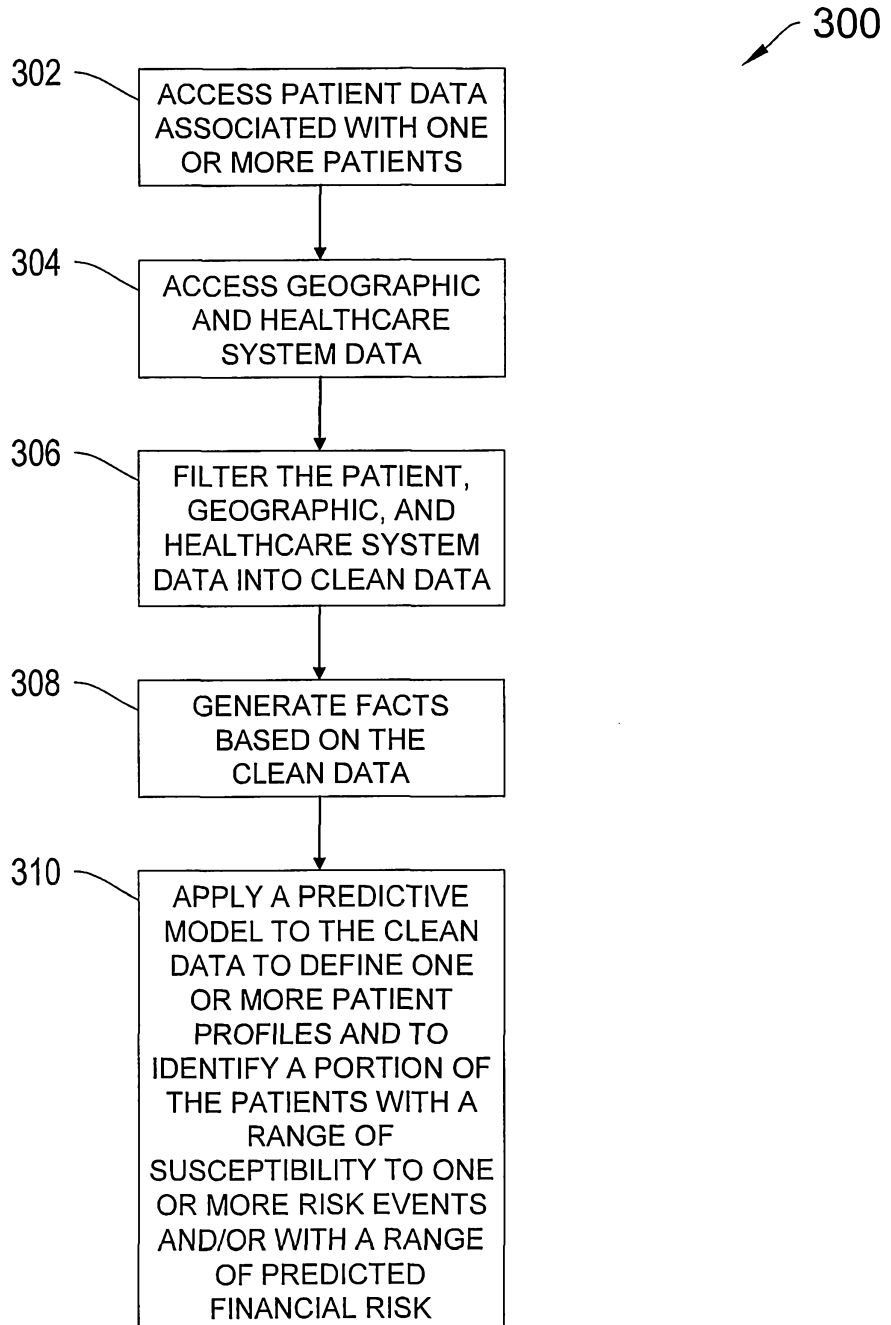 300
302
ACCESS PATIENT DATA
ASSOCIATED WITH ONE
OR MORE PATIENTS
304
ACCESS GEOGRAPHIC
AND HEALTHCARE
SYSTEM DATA
306
FILTER THE PATIENT,
GEOGRAPHIC, AND
HEALTHCARE SYSTEM
DATA INTO CLEAN DATA
308
GENERATE FACTS
BASED ON THE
CLEAN DATA
310
APPLY A PREDICTIVE
MODEL TO THE CLEAN
DATA TO DEFINE ONE
OR MORE PATIENT
PROFILES AND TO
IDENTIFY A PORTION OF
THE PATIENTS WITH A
RANGE OF
SUSCEPTIBILITY TO ONE
OR MORE RISK EVENTS
AND/OR WITH A RANGE
OF PREDICTED
FINANCIAL RISK